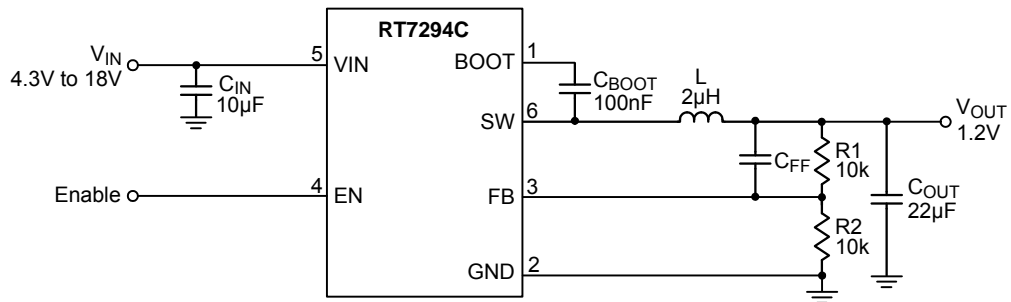 RT7294C
VIN
4.3V to 18V
CIN
10µF
5
VIN
BOOT
1
CBOOT
100nF
SW
6
L
2µH
VOUT
1.2V
CFF
R1
10k
COUT
22µF
Enable
4
EN
FB
3
R2
10k
GND
2